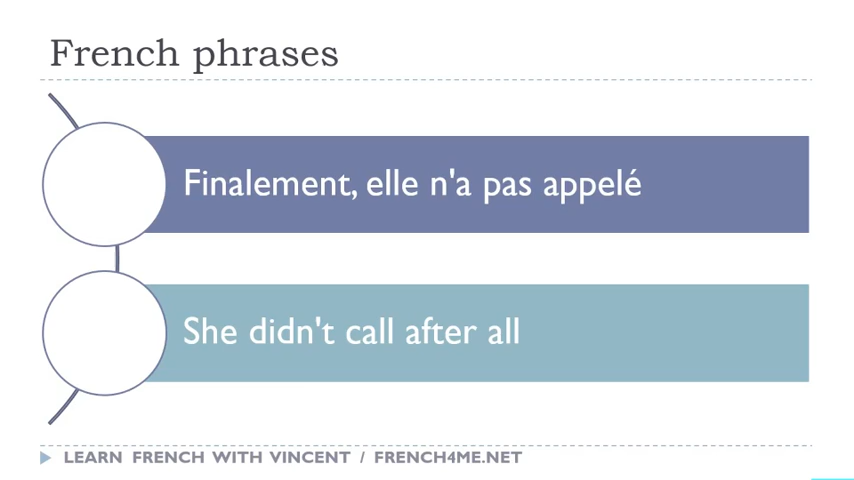 French phrases
Finalement, elle n'a pas appelé
She didn't call after all
LEARN FRENCH WITH VINCENT / FRENCH4ME.NET